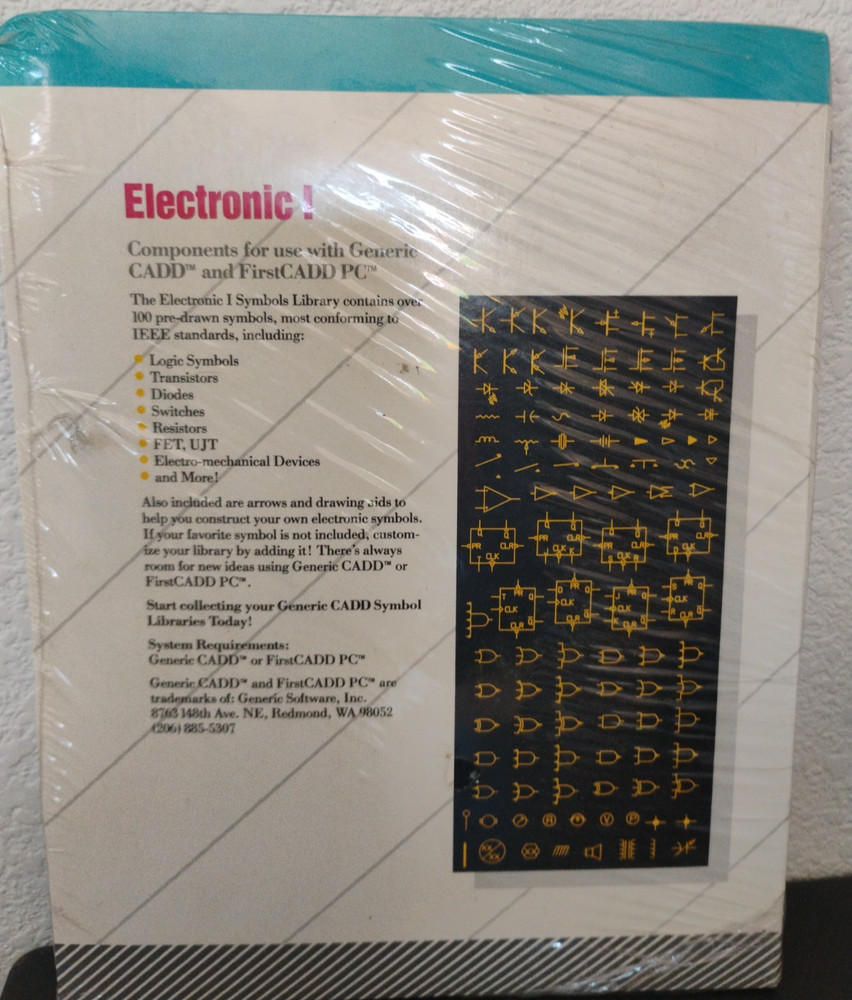 Electronic I
Components for use with Generic
CADD™ and FirstCADD PC™
The Electronic I Symbols Library contains over
100 pre-drawn symbols, most conforming to
IEEE standards, including:
Logic Symbols
Transistors
Diodes
Switches
Resistors
FET, UJT
Electro-mechanical Devices
and More!
Also included are arrows and drawing aids to
help you construct your own electronic symbols.
If your favorite symbol is not included, custom-
ize your library by adding it! There's always
room for new ideas using Generic CADD™ or
FirstCADD PC™.
Start collecting your Generic CADD Symbol
Libraries Today!
System Requirements:
Generic CADD™ or FirstCADD PC™
Generic CADD™ and FirstCADD PC™ are
trademarks of: Generic Software, Inc.
8763 148th Ave. NE, Redmond, WA 98052
(206) 885-5307